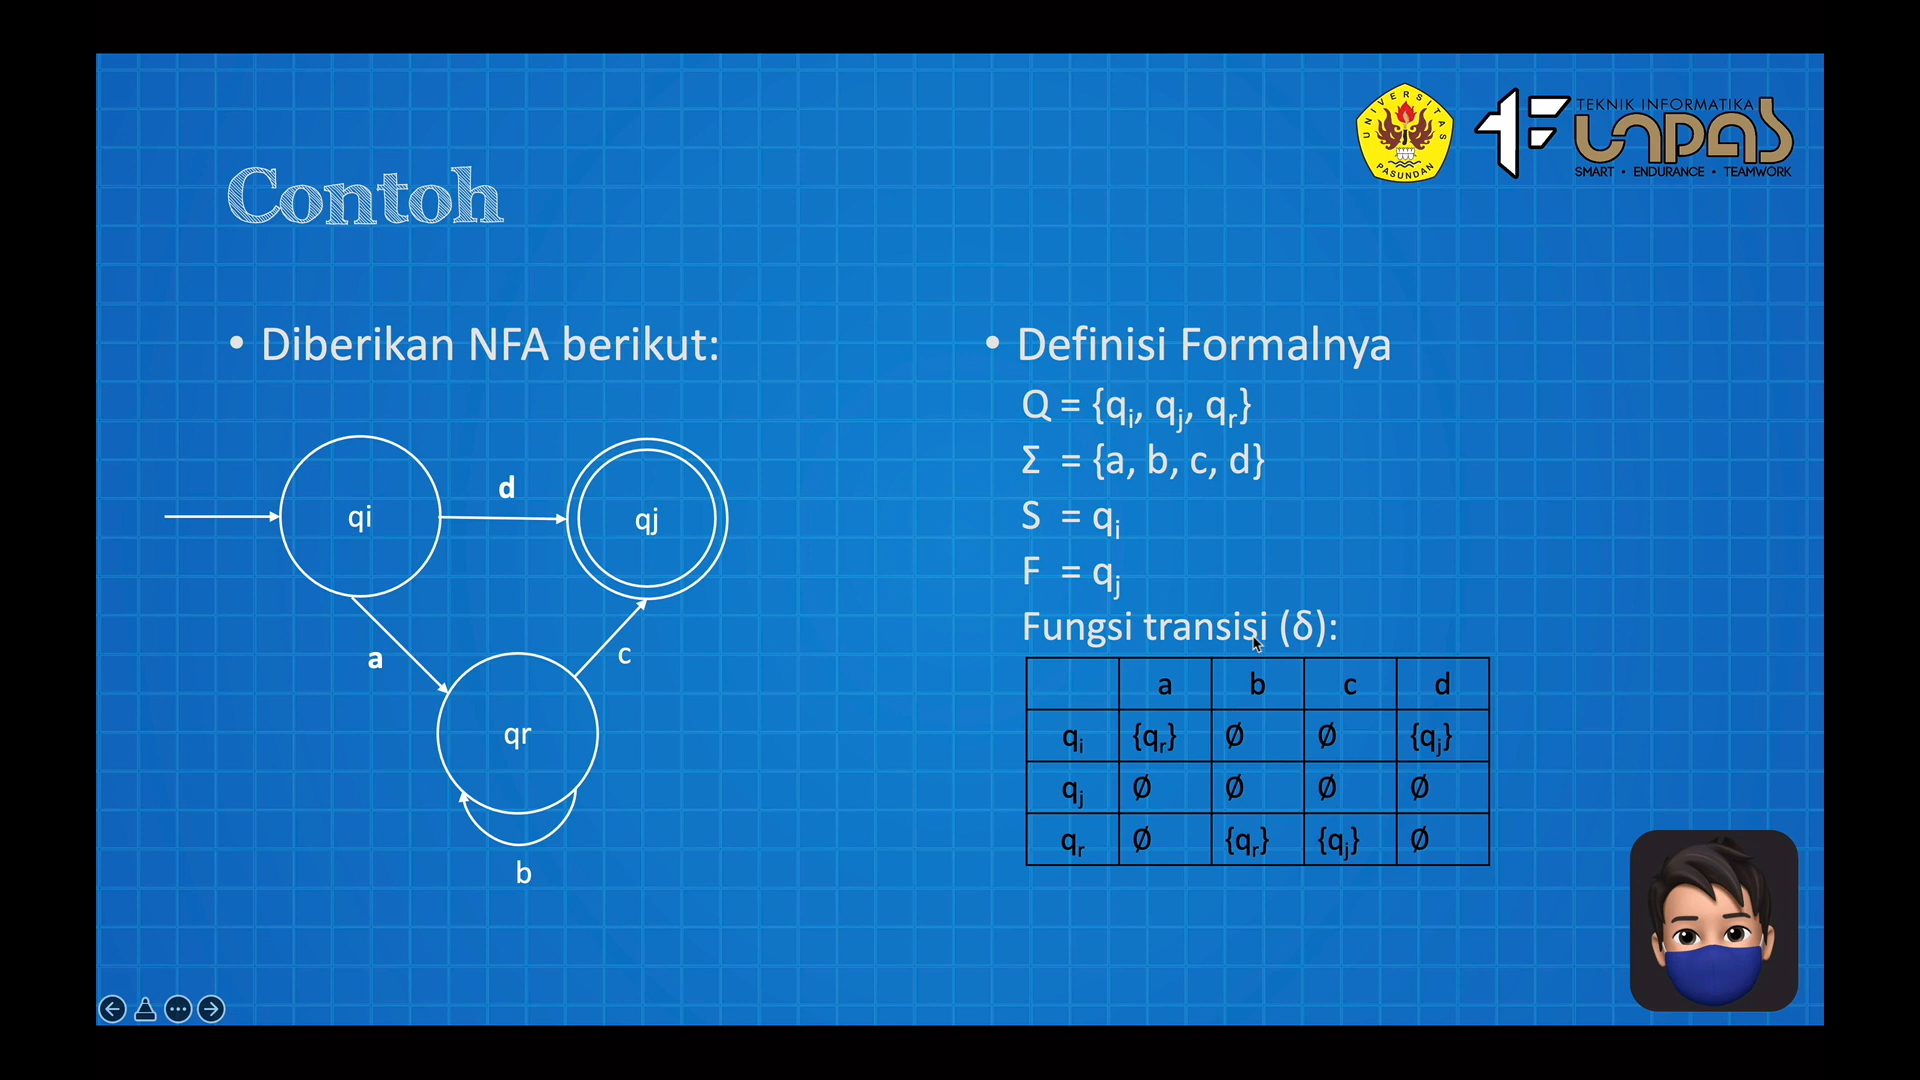 UNIVERSITAS
PASUNDAN
TEKNIK INFORMATIKA
UNPAS
SMART • ENDURANCE • TEAMWORK
Contoh
• Diberikan NFA berikut:
qi
d
qj
a
c
qr
b
• Definisi Formalnya
Q = {qi, qj, qr}
Σ = {a, b, c, d}
S = qi
F = qj
Fungsi transisi (δ):
a b c d
qi {qr} Ø Ø {qj}
qj Ø Ø Ø Ø
qr Ø {qr} {qj} Ø